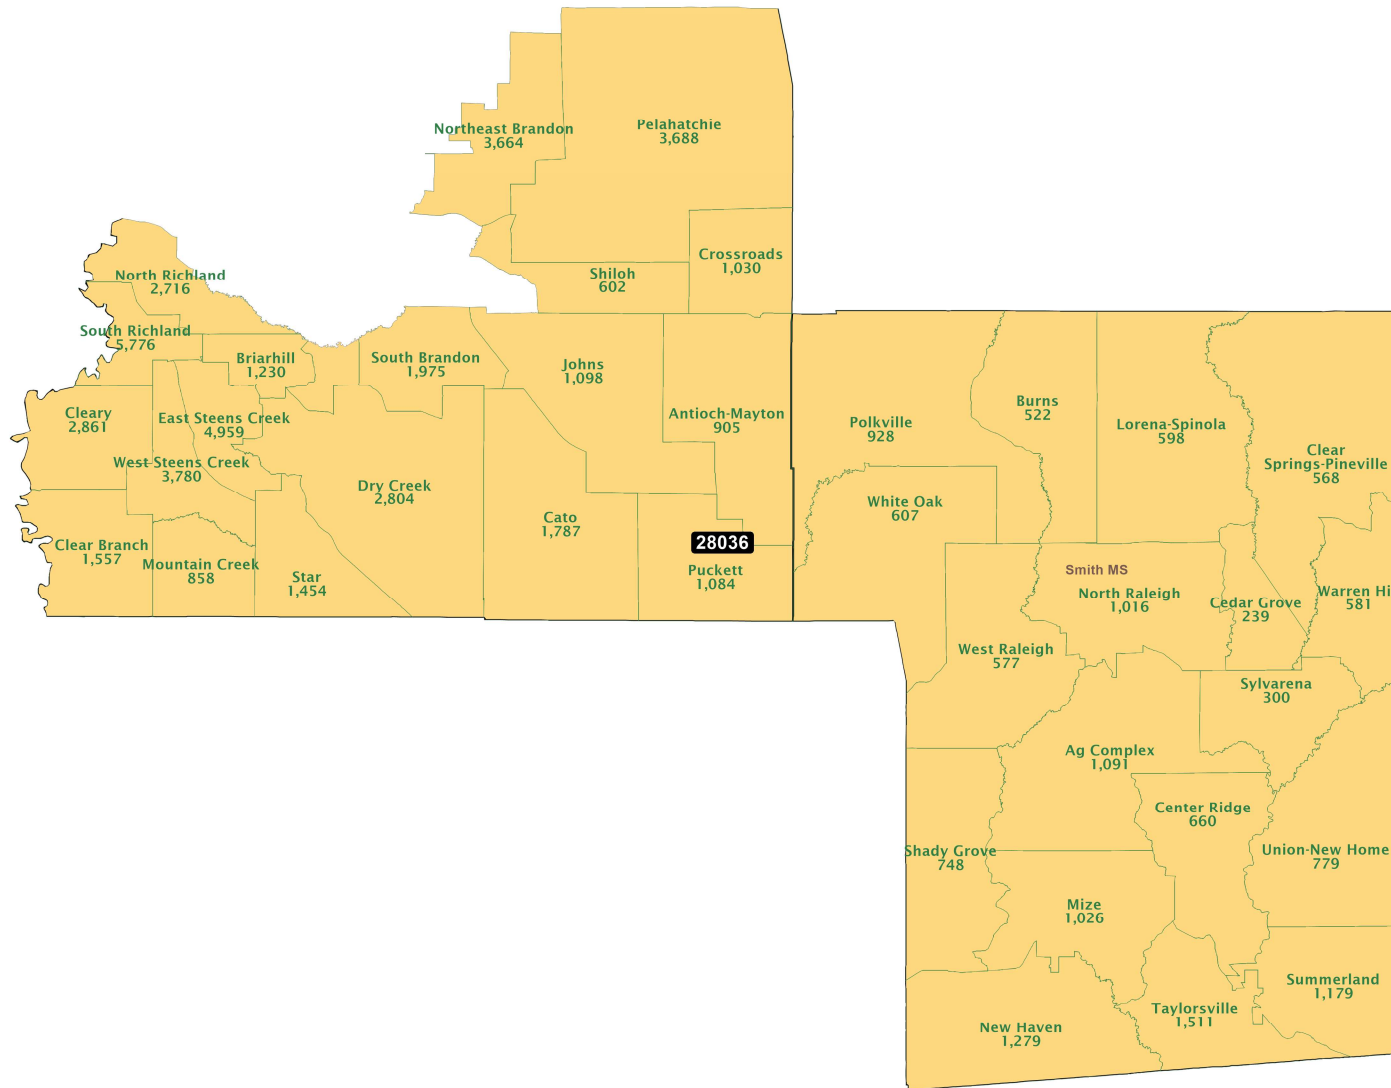 Pelahatchie
3,688
Northeast Brandon
3,664
Crossroads
1,030
Shiloh
602
North Richland
2,716
South Richland
5,776
Briarhill
1,230
South Brandon
1,975
Johns
1,098
Antioch-Mayton
905
Cleary
2,861
East Steens Creek
4,959
West Steens Creek
3,780
Dry Creek
2,804
Cato
1,787
28036
Puckett
1,084
Clear Branch
1,557
Mountain Creek
858
Star
1,454
Polkville
928
Burns
522
Lorena-Spinola
598
Clear
Springs-Pineville
568
White Oak
607
Smith MS
North Raleigh
1,016
Cedar Grove
239
Warren Hi
581
West Raleigh
577
Sylvarena
300
Ag Complex
1,091
Center Ridge
660
Shady Grove
748
Union-New Home
779
Mize
1,026
Summerland
1,179
Taylorsville
1,511
New Haven
1,279